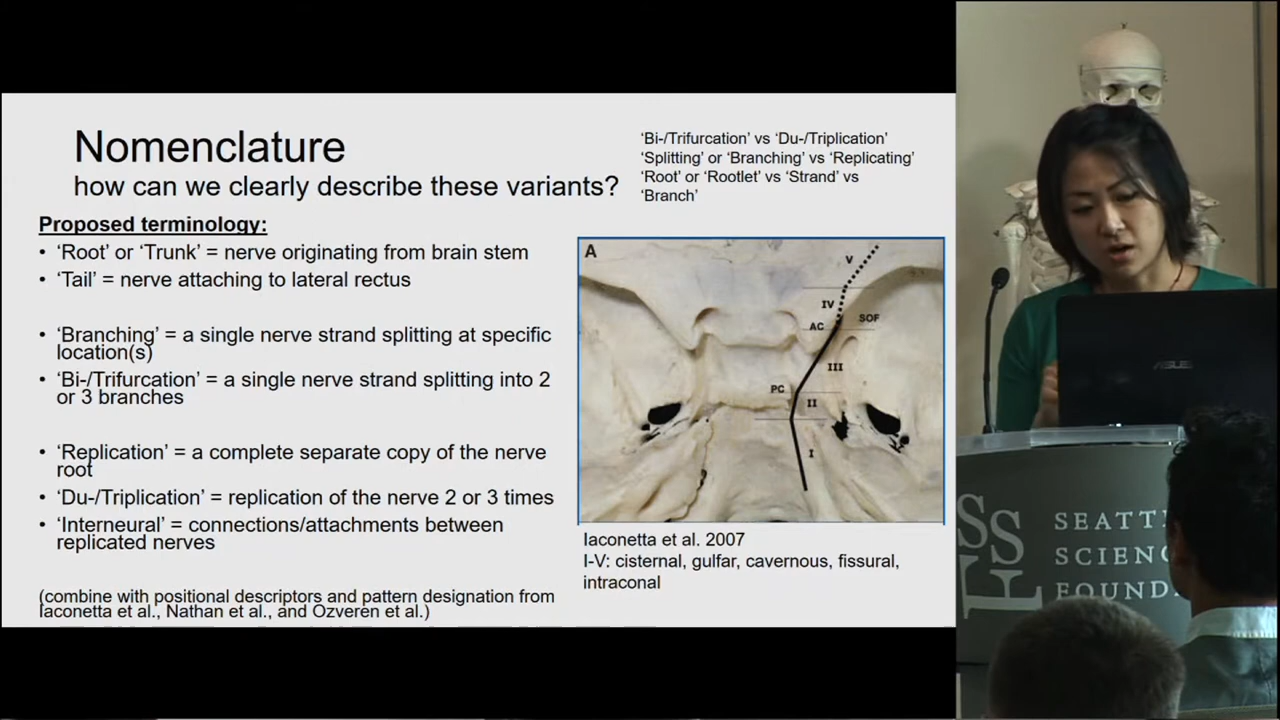 Nomenclature
how can we clearly describe these variants?
'Bi-/Trifurcation' vs 'Du-/Triplication'
'Splitting' or 'Branching' vs 'Replicating'
'Root' or 'Rootlet' vs 'Strand' vs
'Branch'
Proposed terminology:
• 'Root' or 'Trunk' = nerve originating from brain stem
• 'Tail' = nerve attaching to lateral rectus
• 'Branching' = a single nerve strand splitting at specific
location(s)
• 'Bi-/Trifurcation' = a single nerve strand splitting into 2
or 3 branches
• 'Replication' = a complete separate copy of the nerve
root
• 'Du-/Triplication' = replication of the nerve 2 or 3 times
• 'Interneural' = connections/attachments between
replicated nerves
(combine with positional descriptors and pattern designation from
Iaconetta et al., Nathan et al., and Ozveren et al.)
A
V
IV
AC
SOF
III
PC
II
I
Iaconetta et al. 2007
I-V: cisternal, gulfar, cavernous, fissural,
intraconal
ASUS
SSF
SEATT
SCIENC
FOUND